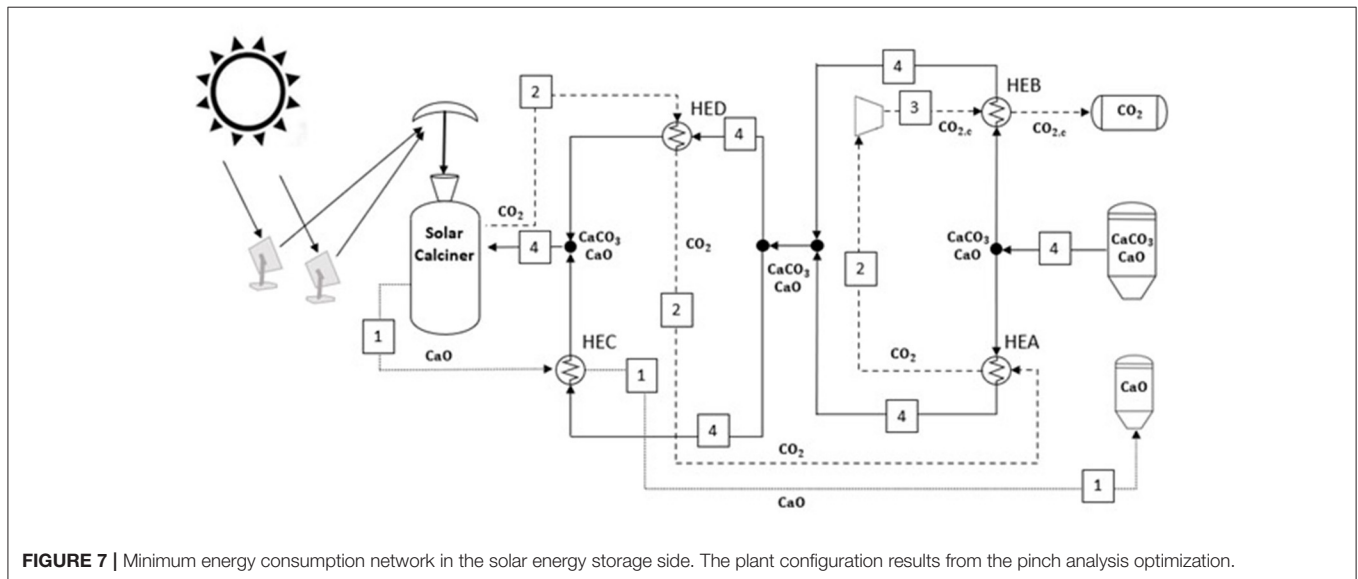 4
HEB
2
3
CO₂
HED
CO₂,e
CO₂,e
4
CO₂
Solar
Calciner
4
CaCO₃
CaO
CO₂
CaCO₃
CaO
2
CaCO₃
CaO
4
CaCO₃
CaO
2
1
CaO
HEC
1
CO₂
HEA
CaO
4
4
CO₂
CaO
1
FIGURE 7 | Minimum energy consumption network in the solar energy storage side. The plant configuration results from the pinch analysis optimization.